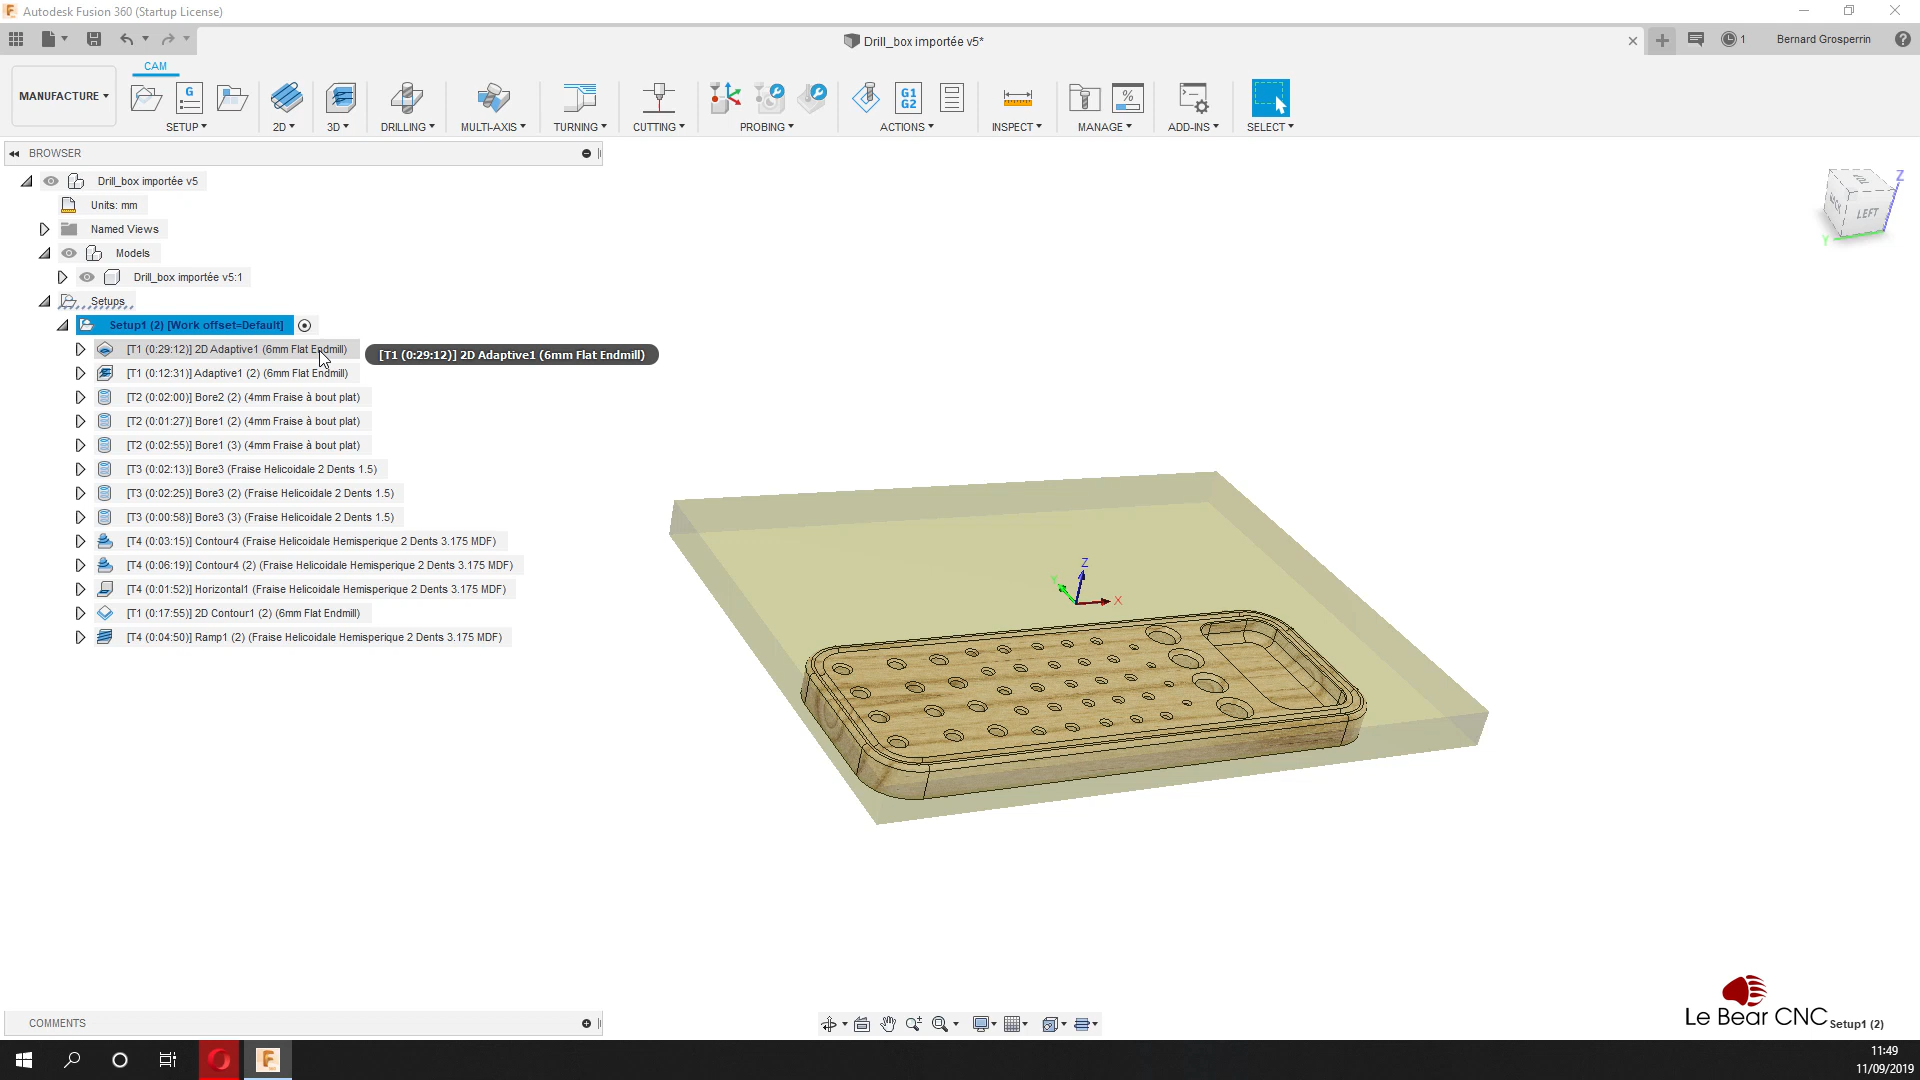 Autodesk Fusion 360 (Startup License)
Drill_box importée v5*
1
Bernard Grosperrin
MANUFACTURE
CAM
SETUP
2D
3D
DRILLING
MULTI-AXIS
TURNING
CUTTING
PROBING
G1
G2
ACTIONS
INSPECT
MANAGE
ADD-INS
SELECT
BROWSER
Drill_box importée v5
Units: mm
Named Views
Models
Drill_box importée v5:1
Setups
Setup1 (2) [Work offset=Default]
[T1 (0:29:12)] 2D Adaptive1 (6mm Flat Endmill)
[T1 (0:29:12)] 2D Adaptive1 (6mm Flat Endmill)
[T1 (0:12:31)] Adaptive1 (2) (6mm Flat Endmill)
[T2 (0:02:00)] Bore2 (2) (4mm Fraise à bout plat)
[T2 (0:01:27)] Bore1 (2) (4mm Fraise à bout plat)
[T2 (0:02:55)] Bore1 (3) (4mm Fraise à bout plat)
[T3 (0:02:13)] Bore3 (Fraise Helicoidale 2 Dents 1.5)
[T3 (0:02:25)] Bore3 (2) (Fraise Helicoidale 2 Dents 1.5)
[T3 (0:00:58)] Bore3 (3) (Fraise Helicoidale 2 Dents 1.5)
[T4 (0:03:15)] Contour4 (Fraise Helicoidale Hemisperique 2 Dents 3.175 MDF)
[T4 (0:06:19)] Contour4 (2) (Fraise Helicoidale Hemisperique 2 Dents 3.175 MDF)
[T4 (0:01:52)] Horizontal1 (Fraise Helicoidale Hemisperique 2 Dents 3.175 MDF)
[T1 (0:17:55)] 2D Contour1 (2) (6mm Flat Endmill)
[T4 (0:04:50)] Ramp1 (2) (Fraise Helicoidale Hemisperique 2 Dents 3.175 MDF)
Z
LEFT
Y
Z
Y
X
Le Bear CNC
Setup1 (2)
COMMENTS
11:49
11/09/2019